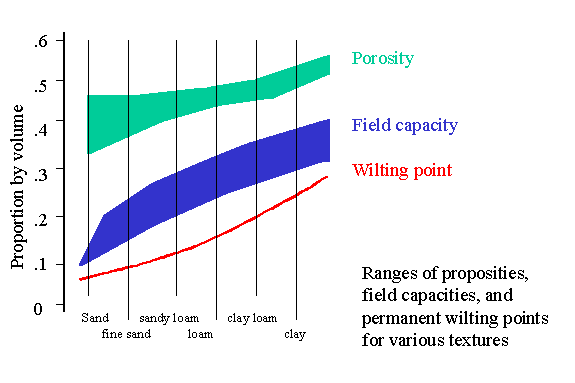 .6
.5
.4
.3
.2
.1
0
Proportion by volume
Sand
fine sand
sandy loam
loam
clay loam
clay
Porosity
Field capacity
Wilting point
Ranges of proposities,
field capacities, and
permanent wilting points
for various textures